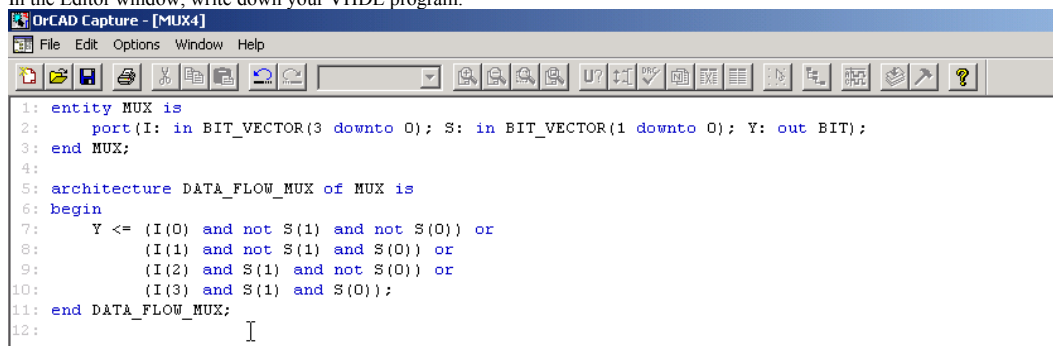 In the Editor window, write down your VHDL program.
OrCAD Capture - [MUX4]
File Edit Options Window Help
U?
1: entity MUX is
2: port(I: in BIT_VECTOR(3 downto 0); S: in BIT_VECTOR(1 downto 0); Y: out BIT);
3: end MUX;
4:
5: architecture DATA_FLOW_MUX of MUX is
6: begin
7: Y <= (I(0) and not S(1) and not S(0)) or
8: (I(1) and not S(1) and S(0)) or
9: (I(2) and S(1) and not S(0)) or
10: (I(3) and S(1) and S(0));
11: end DATA_FLOW_MUX;
12: